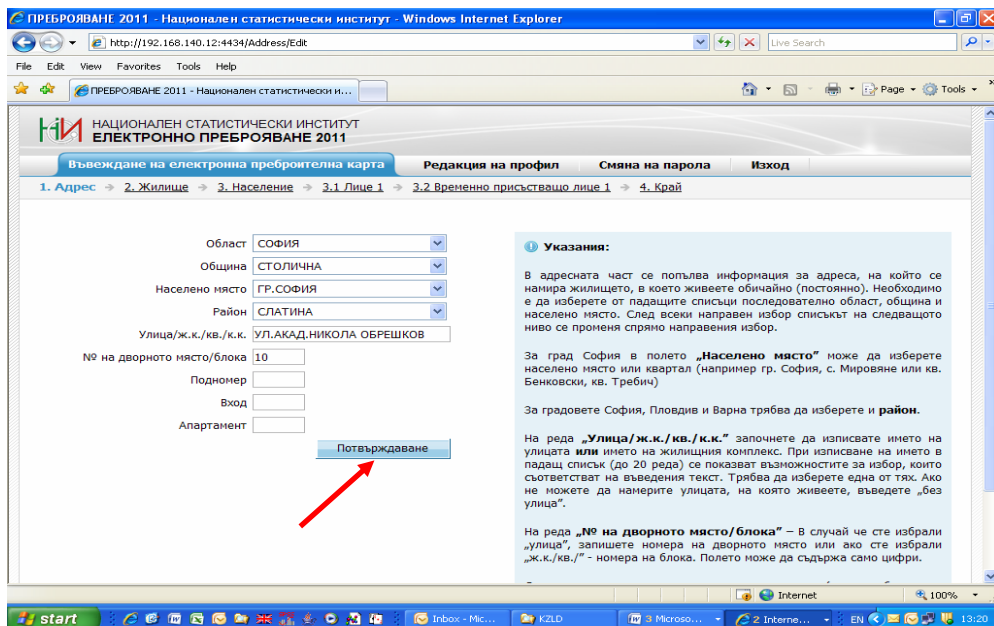 ПРЕБРОЯВАНЕ 2011 - Национален статистически институт - Windows Internet Explorer
http://192.168.140.12:4434/Address/Edit
Live Search
File Edit View Favorites Tools Help
ПРЕБРОЯВАНЕ 2011 - Национален статистически и...
Page Tools
НСИ НАЦИОНАЛЕН СТАТИСТИЧЕСКИ ИНСТИТУТ
ЕЛЕКТРОННО ПРЕБРОЯВАНЕ 2011
Въвеждане на електронна преброителна карта Редакция на профил Смяна на парола Изход
1. Адрес 2. Жилище 3. Население 3.1 Лице 1 3.2 Временно присъстващо лице 1 4. Край
Област СОФИЯ
Община СТОЛИЧНА
Населено място ГР.СОФИЯ
Район СЛАТИНА
Улица/ж.к./кв./к.к. УЛ.АКАД.НИКОЛА ОБРЕШКОВ
№ на дворното място/блока 10
Подномер
Вход
Апартамент
Потвърждаване
Указания:
В адресната част се попълва информация за адреса, на който се
намира жилището, в което живеете обичайно (постоянно). Необходимо
е да изберете от падащите списъци последователно област, община и
населено място. След всеки направен избор списъкът на следващото
ниво се променя спрямо направения избор.
За град София в полето „Населено място" може да изберете
населено място или квартал (например гр. София, с. Мировяне или кв.
Бенковски, кв. Требич)
За градовете София, Пловдив и Варна трябва да изберете и район.
На реда „Улица/ж.к./кв./к.к." започнете да изписвате името на
улицата или името на жилищния комплекс. При изписване на името в
падащ списък (до 20 реда) се показват възможностите за избор, които
съответстват на въведения текст. Трябва да изберете една от тях. Ако
не можете да намерите улицата, на която живеете, въведете „без
улица".
На реда „№ на дворното място/блока" – В случай че сте избрали
„улица", запишете номера на дворното място или ако сте избрали
„ж.к./кв./" - номера на блока. Полето може да съдържа само цифри.
Internet 100%
start Inbox - Mic... KZLD 3 Microso... 2 Interne... EN 13:20